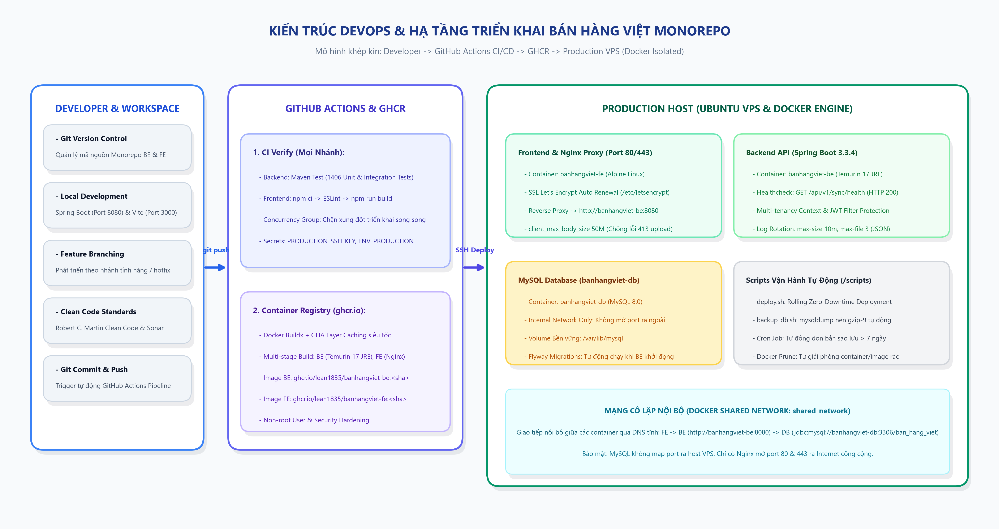 KIẾN TRÚC DEVOPS & HẠ TẦNG TRIỂN KHAI BÁN HÀNG VIỆT MONOREPO
Mô hình khép kín: Developer -> GitHub Actions CI/CD -> GHCR -> Production VPS (Docker Isolated)
DEVELOPER & WORKSPACE
- Git Version Control
Quản lý mã nguồn Monorepo BE & FE
- Local Development
Spring Boot (Port 8080) & Vite (Port 3000)
- Feature Branching
Phát triển theo nhánh tính năng / hotfix
- Clean Code Standards
Robert C. Martin Clean Code & Sonar
- Git Commit & Push
Trigger tự động GitHub Actions Pipeline
git push
GITHUB ACTIONS & GHCR
1. CI Verify (Mọi Nhánh):
- Backend: Maven Test (1406 Unit & Integration Tests)
- Frontend: npm ci -> ESLint -> npm run build
- Concurrency Group: Chặn xung đột triển khai song song
- Secrets: PRODUCTION_SSH_KEY, ENV_PRODUCTION
2. Container Registry (ghcr.io):
- Docker Buildx + GHA Layer Caching siêu tốc
- Multi-stage Build: BE (Temurin 17 JRE), FE (Nginx)
- Image BE: ghcr.io/lean1835/banhangviet-be:<sha>
- Image FE: ghcr.io/lean1835/banhangviet-fe:<sha>
- Non-root User & Security Hardening
SSH Deploy
PRODUCTION HOST (UBUNTU VPS & DOCKER ENGINE)
Frontend & Nginx Proxy (Port 80/443)
- Container: banhangviet-fe (Alpine Linux)
- SSL Let's Encrypt Auto Renewal (/etc/letsencrypt)
- Reverse Proxy -> http://banhangviet-be:8080
- client_max_body_size 50M (Chống lỗi 413 upload)
Backend API (Spring Boot 3.3.4)
- Container: banhangviet-be (Temurin 17 JRE)
- Healthcheck: GET /api/v1/sync/health (HTTP 200)
- Multi-tenancy Context & JWT Filter Protection
- Log Rotation: max-size 10m, max-file 3 (JSON)
MySQL Database (banhangviet-db)
- Container: banhangviet-db (MySQL 8.0)
- Internal Network Only: Không mở port ra ngoài
- Volume Bền vững: /var/lib/mysql
- Flyway Migrations: Tự động chạy khi BE khởi động
Scripts Vận Hành Tự Động (/scripts)
- deploy.sh: Rolling Zero-Downtime Deployment
- backup_db.sh: mysqldump nén gzip-9 tự động
- Cron Job: Tự động dọn bản sao lưu > 7 ngày
- Docker Prune: Tự giải phóng container/image rác
MẠNG CÔ LẬP NỘI BỘ (DOCKER SHARED NETWORK: shared_network)
Giao tiếp nội bộ giữa các container qua DNS tĩnh: FE -> BE (http://banhangviet-be:8080) -> DB (jdbc:mysql://banhangviet-db:3306/ban_hang_viet)
Bảo mật: MySQL không map port ra host VPS. Chỉ có Nginx mở port 80 & 443 ra Internet công cộng.